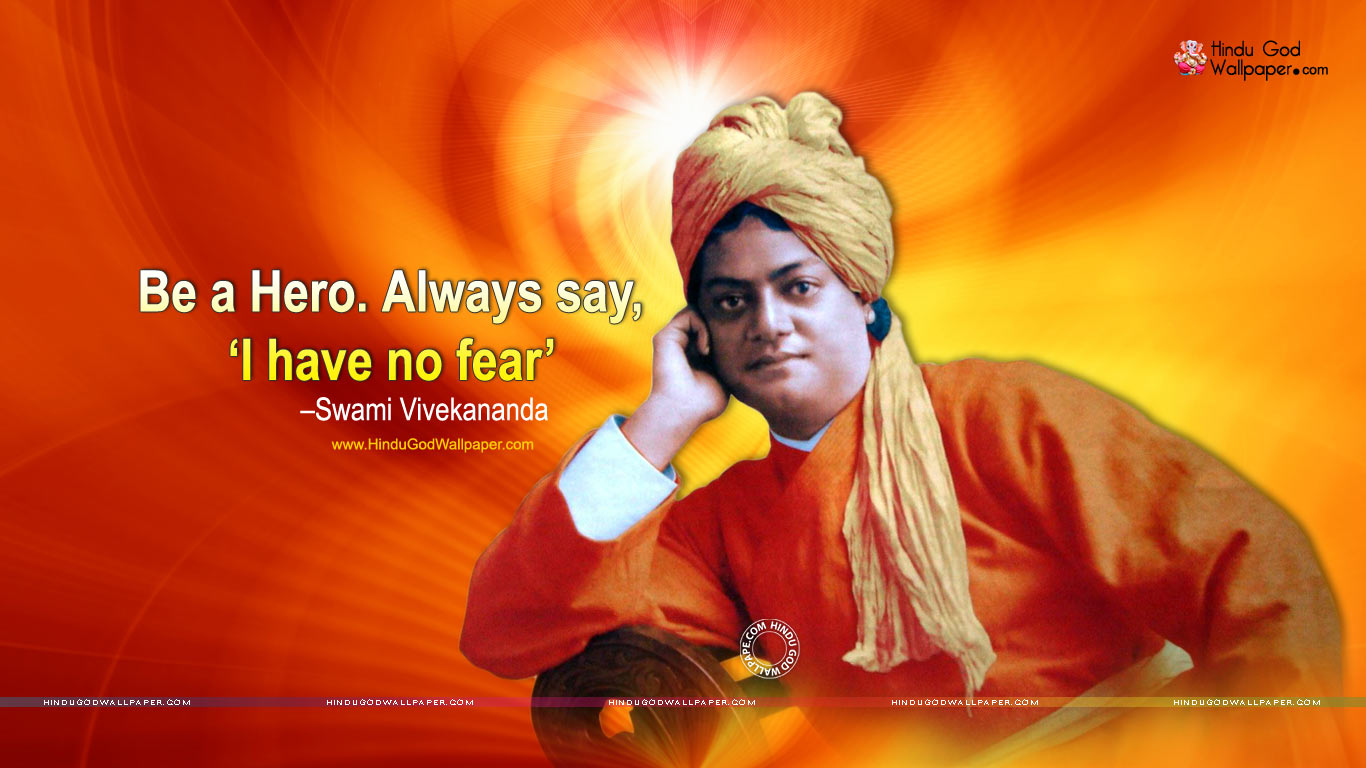 Hindu God
Wallpaper.com
Be a Hero. Always say,
‘I have no fear’
–Swami Vivekananda
www.HinduGodWallpaper.com
HINDU GOD WALLPAPE.COM
HINDUGODWALLPAPER.COM HINDUGODWALLPAPER.COM HINDUGODWALLPAPER.COM HINDUGODWALLPAPER.COM HINDUGODWALLPAPER.COM